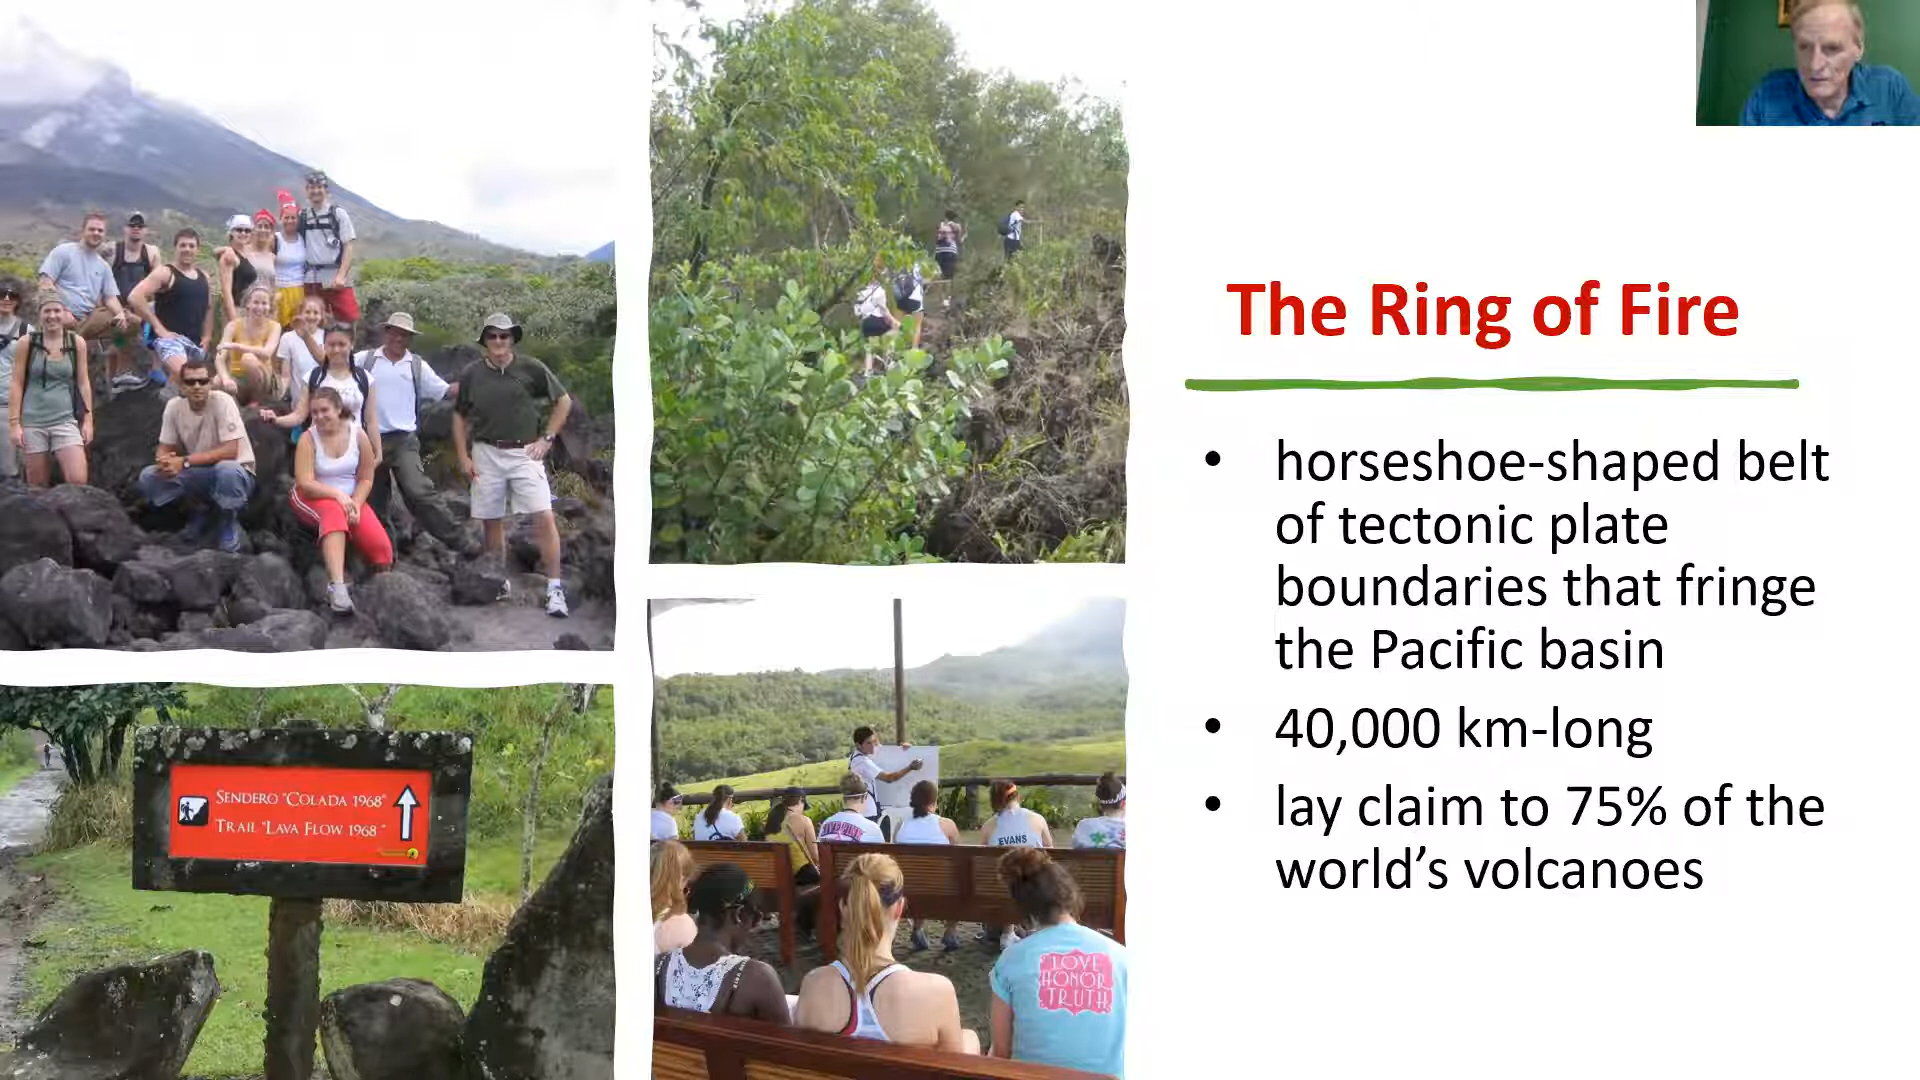 The Ring of Fire
• horseshoe-shaped belt
of tectonic plate
boundaries that fringe
the Pacific basin
• 40,000 km-long
• lay claim to 75% of the
world’s volcanoes
SENDERO "COLADA 1968"
TRAIL "LAVA FLOW 1968"
EVANS
LOVE
HONOR
TRUTH